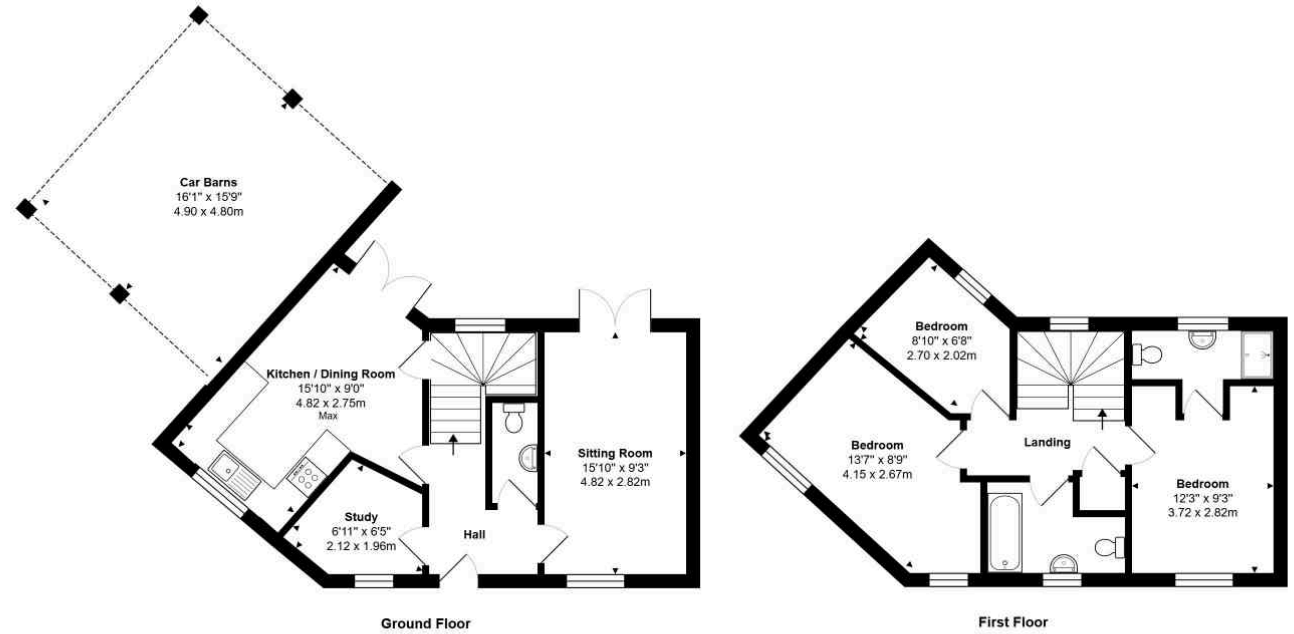 Car Barns
16'1" x 15'9"
4.90 x 4.80m
Kitchen / Dining Room
15'10" x 9'0"
4.82 x 2.75m
Max
Sitting Room
15'10" x 9'3"
4.82 x 2.82m
Study
6'11" x 6'5"
2.12 x 1.96m
Hall
Ground Floor
Bedroom
8'10" x 6'8"
2.70 x 2.02m
Bedroom
13'7" x 8'9"
4.15 x 2.67m
Landing
Bedroom
12'3" x 9'3"
3.72 x 2.82m
First Floor